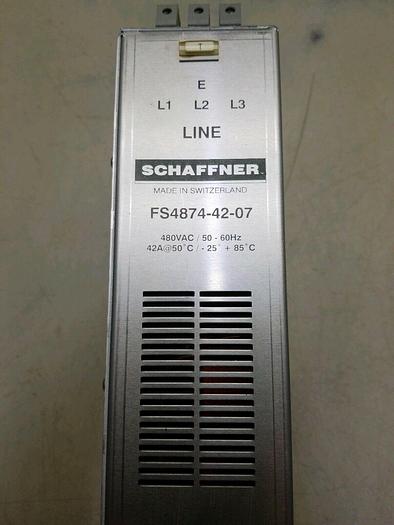 E
L1 L2 L3
LINE
SCHAFFNER
MADE IN SWITZERLAND
FS4874-42-07
480VAC / 50 - 60Hz
42A@50°C / - 25° + 85°C